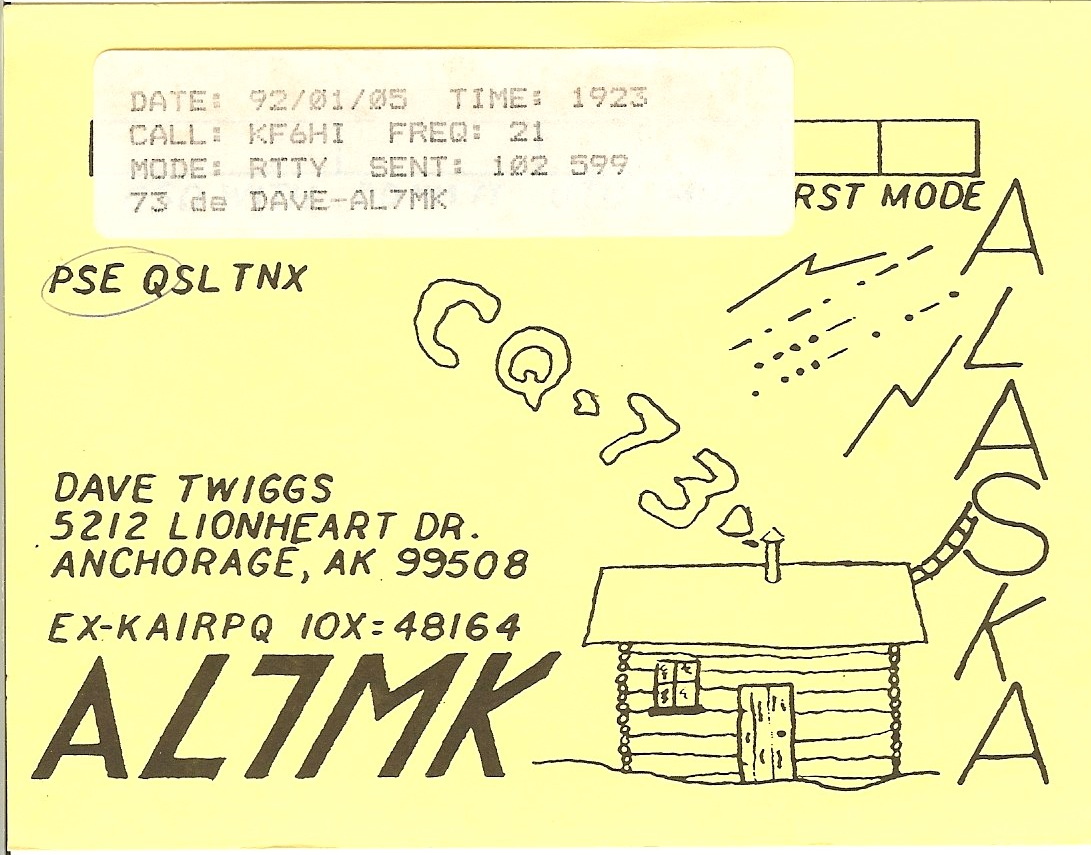 DATE: 92/01/05 TIME: 1923
CALL: KF6HI FREQ: 21
MODE: RTTY SENT: 102 599
73 de DAVE-AL7MK
RST MODE
PSE QSL TNX
CQ·73·
ALASKA
DAVE TWIGGS
5212 LIONHEART DR.
ANCHORAGE, AK 99508
EX-KA1RPQ 10X=48164
AL7MK